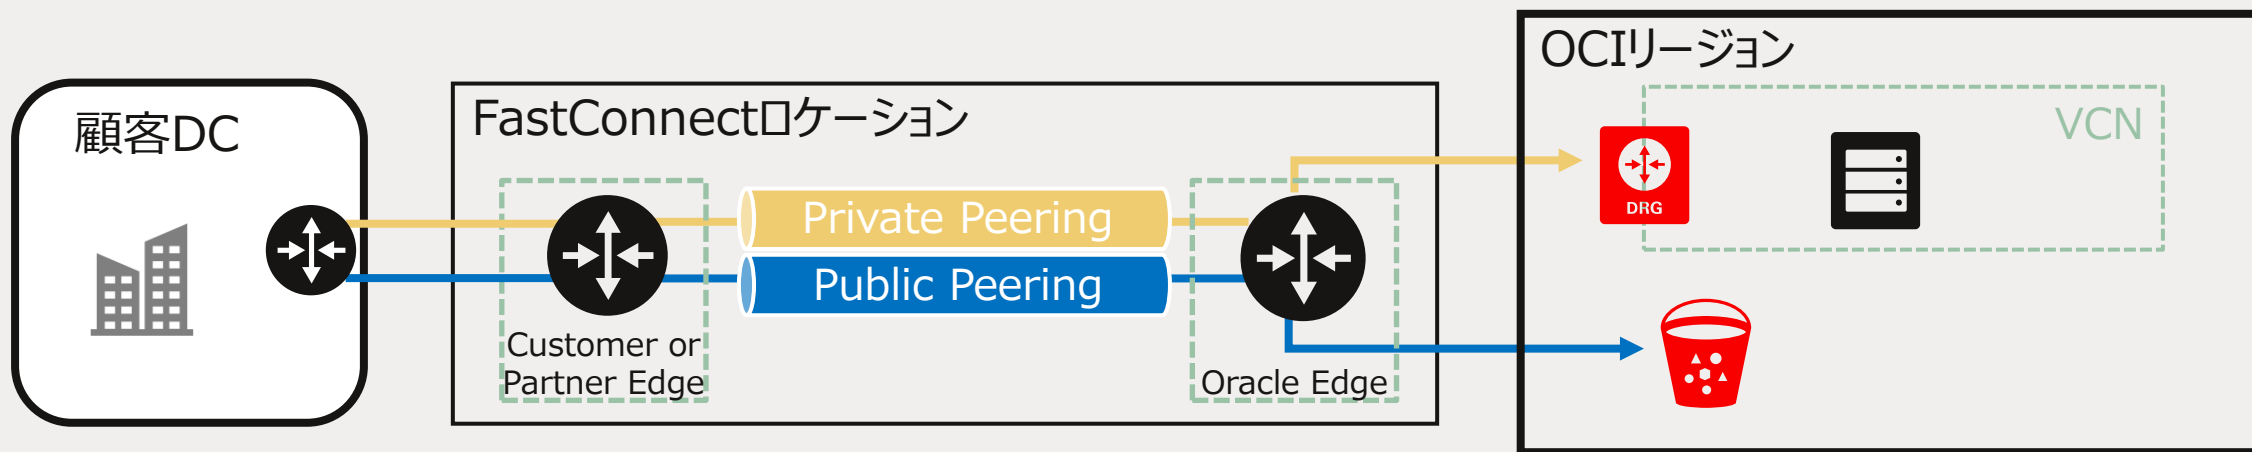 顧客DC
FastConnectロケーション
Private Peering
Public Peering
Customer or
Partner Edge
Oracle Edge
OCIリージョン
VCN
DRG